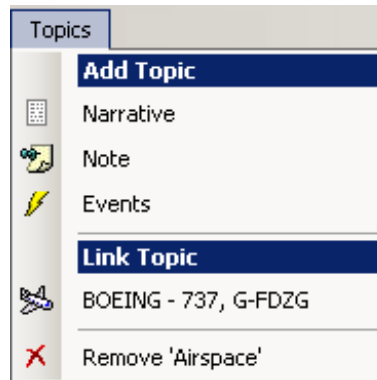 Topics
Add Topic
Narrative
Note
Events
Link Topic
BOEING - 737, G-FDZG
Remove 'Airspace'